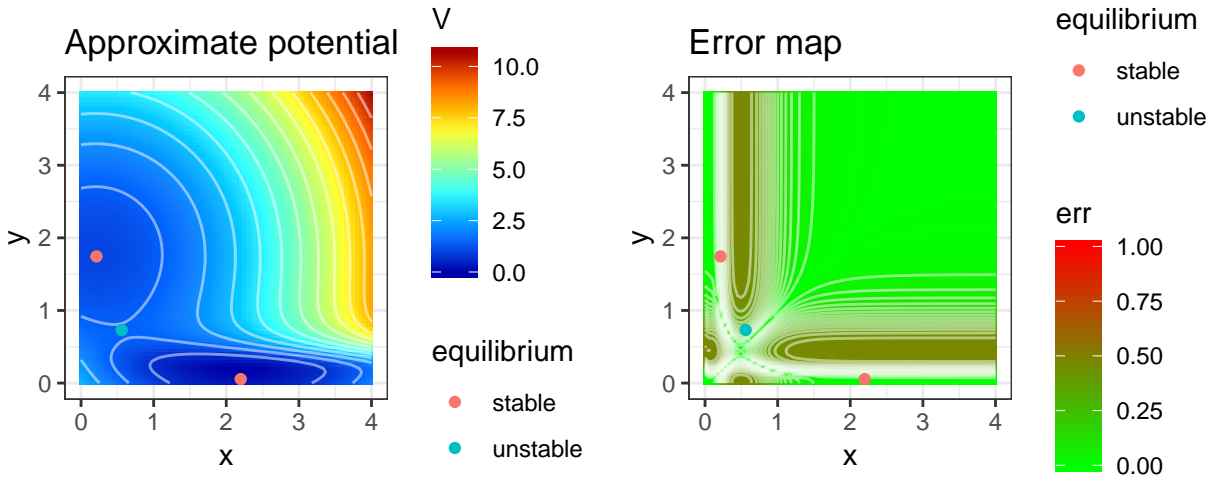 Approximate potential
y
4
3
2
1
0
0 1 2 3 4
x
V
10.0
7.5
5.0
2.5
0.0
equilibrium
stable
unstable
Error map
y
4
3
2
1
0
0 1 2 3 4
x
equilibrium
stable
unstable
err
1.00
0.75
0.50
0.25
0.00